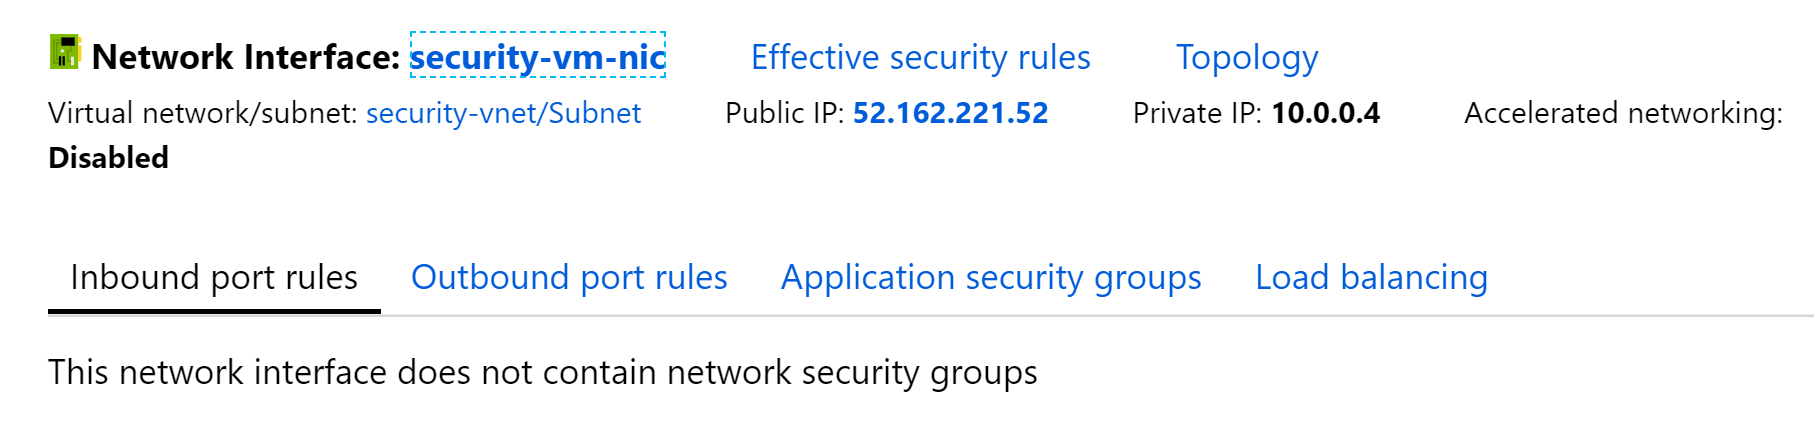 Network Interface: security-vm-nic Effective security rules Topology
Virtual network/subnet: security-vnet/Subnet Public IP: 52.162.221.52 Private IP: 10.0.0.4 Accelerated networking:
Disabled
Inbound port rules Outbound port rules Application security groups Load balancing
This network interface does not contain network security groups